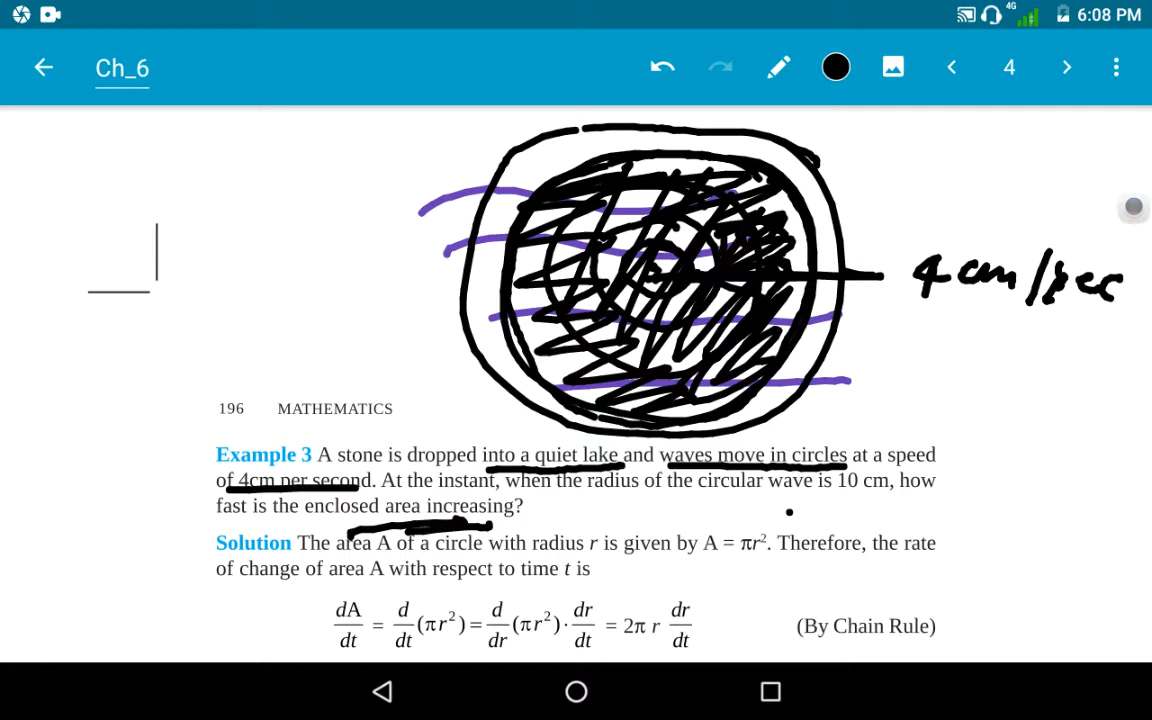 4G 6:08 PM
Ch_6 4
4cm/sec
196 MATHEMATICS
Example 3 A stone is dropped into a quiet lake and waves move in circles at a speed
of 4cm per second. At the instant, when the radius of the circular wave is 10 cm, how
fast is the enclosed area increasing?
Solution The area A of a circle with radius r is given by A = πr². Therefore, the rate
of change of area A with respect to time t is
dA/dt = d/dt (πr²) = d/dr (πr²) · dr/dt = 2π r dr/dt (By Chain Rule)